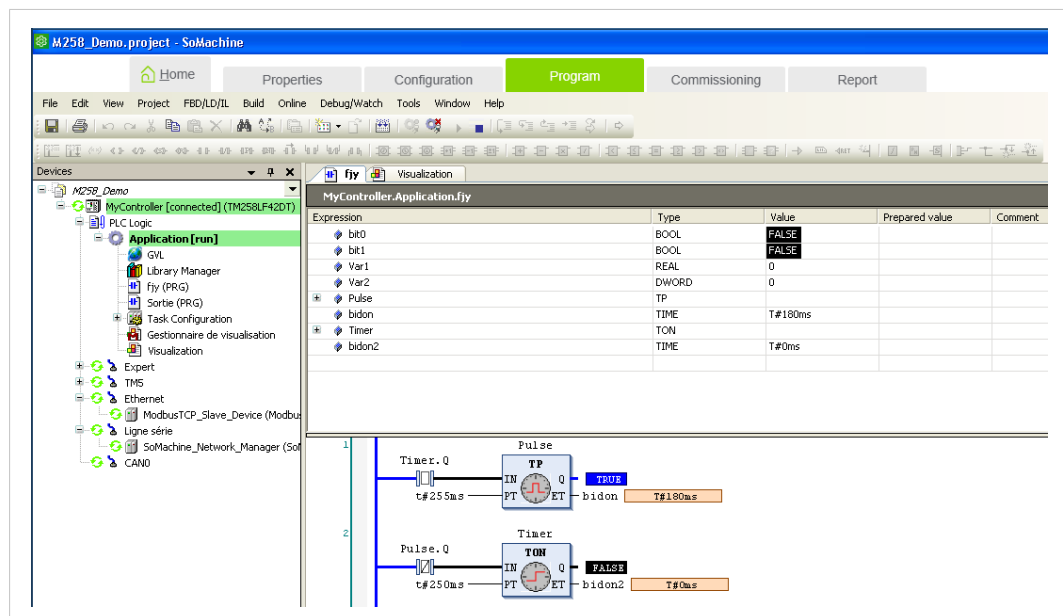 M258_Demo.project - SoMachine
Home Properties Configuration Program Commissioning Report
File Edit View Project FBD/LD/IL Build Online Debug/Watch Tools Window Help
Devices
M258_Demo
MyController [connected] (TM258LF42DT)
PLC Logic
Application [run]
GVL
Library Manager
fjy (PRG)
Sortie (PRG)
Task Configuration
Gestionnaire de visualisation
Visualization
Expert
TM5
Ethernet
ModbusTCP_Slave_Device (Modbu
Ligne série
SoMachine_Network_Manager (So
CAN0
fjy Visualization
MyController.Application.fjy
Expression Type Value Prepared value Comment
bit0 BOOL FALSE
bit1 BOOL FALSE
Var1 REAL 0
Var2 DWORD 0
Pulse TP
bidon TIME T#180ms
Timer TON
bidon2 TIME T#0ms
1
Pulse
Timer.Q TP
IN Q TRUE
t#255ms PT ET bidon T#180ms
2
Timer
Pulse.Q TON
IN Q FALSE
t#250ms PT ET bidon2 T#0ms